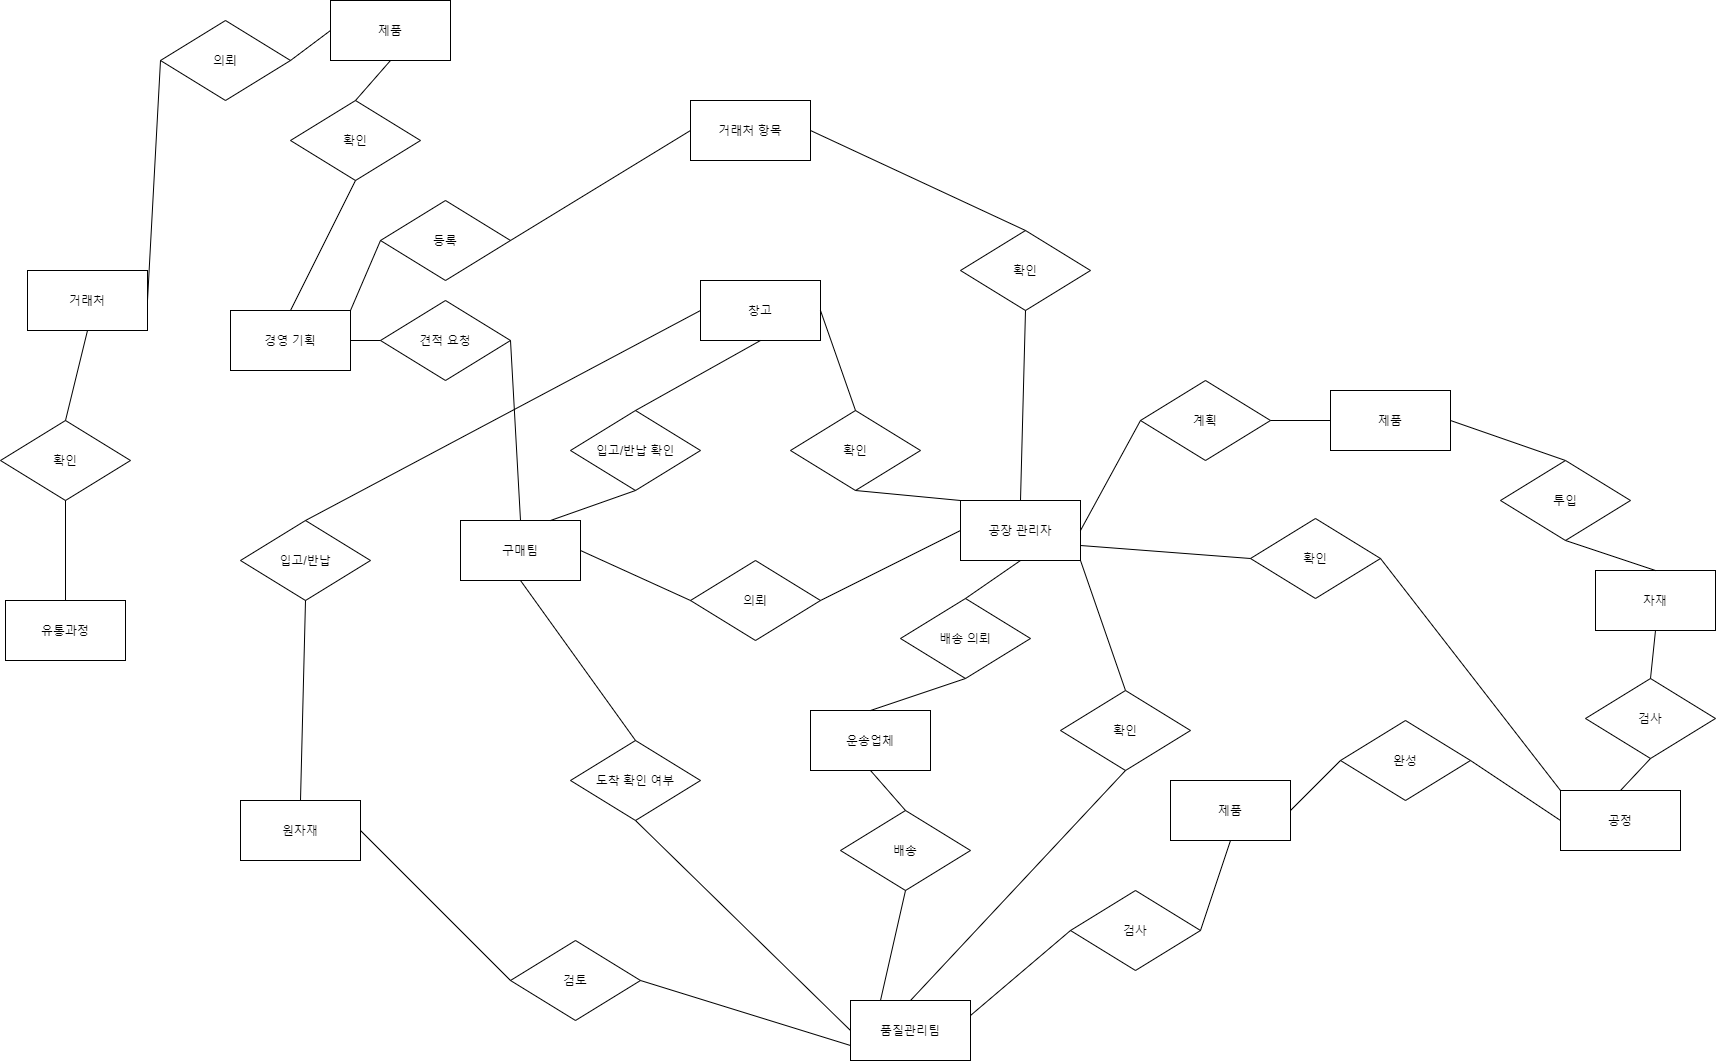 제품
의뢰
확인
거래처 항목
등록
확인
거래처
창고
경영 기획
견적 요청
계획
제품
확인
입고/반납 확인
확인
투입
공장 관리자
구매팀
입고/반납
확인
의뢰
자재
유통과정
배송 의뢰
검사
확인
운송업체
완성
도착 확인 여부
제품
공정
원자재
배송
검사
검토
품질관리팀